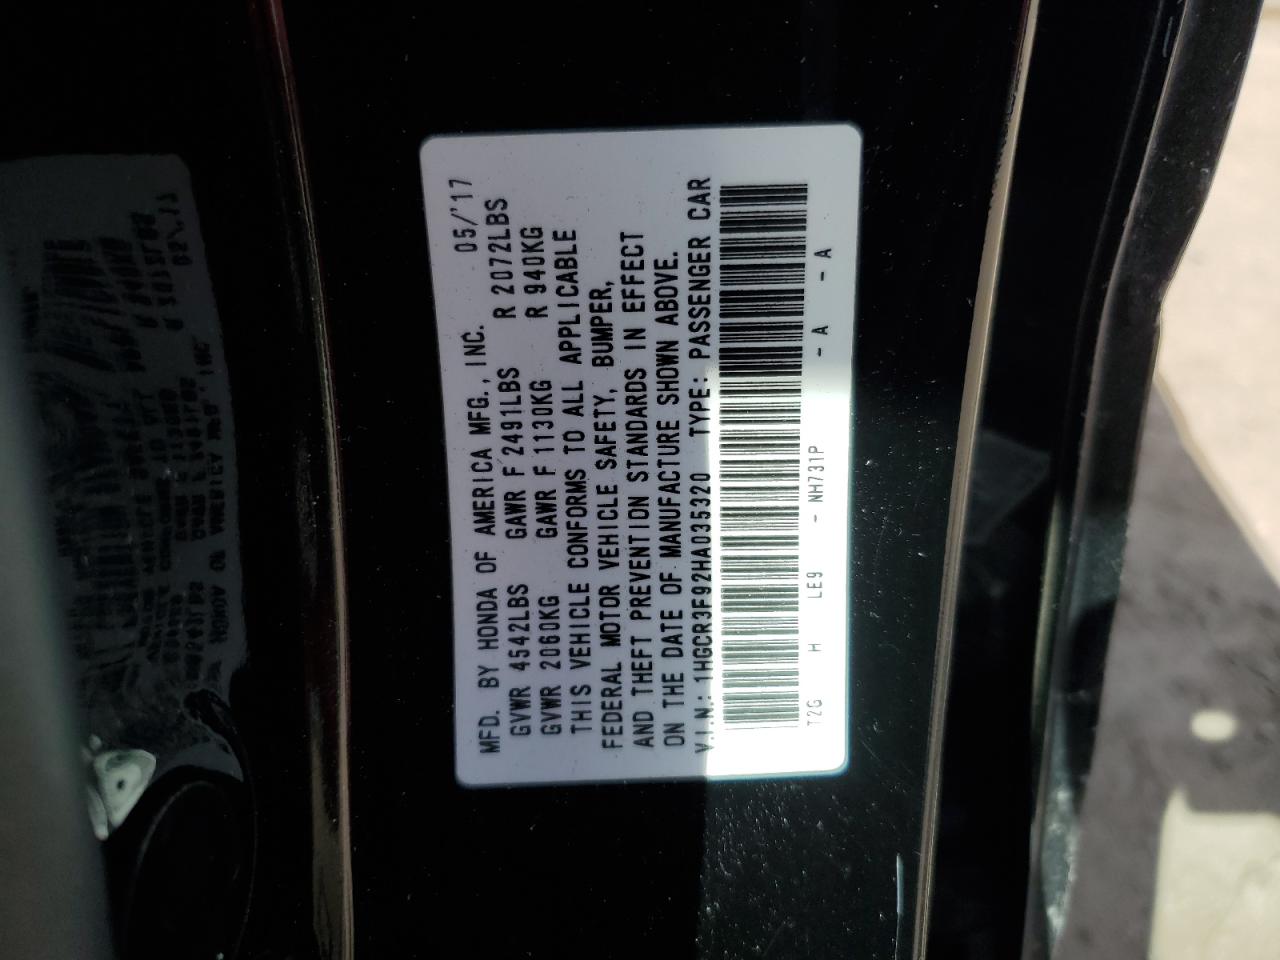 MFD. BY HONDA OF AMERICA MFG., INC. 05/'17
GVWR 4542LBS GAWR F 2491LBS R 2072LBS
GVWR 2060KG GAWR F 1130KG R 940KG
THIS VEHICLE CONFORMS TO ALL APPLICABLE
FEDERAL MOTOR VEHICLE SAFETY, BUMPER,
AND THEFT PREVENTION STANDARDS IN EFFECT
ON THE DATE OF MANUFACTURE SHOWN ABOVE.
V.I.N.: 1HGCR3F92HA035320 TYPE: PASSENGER CAR
T2G H LE9 - NH731P - A - A